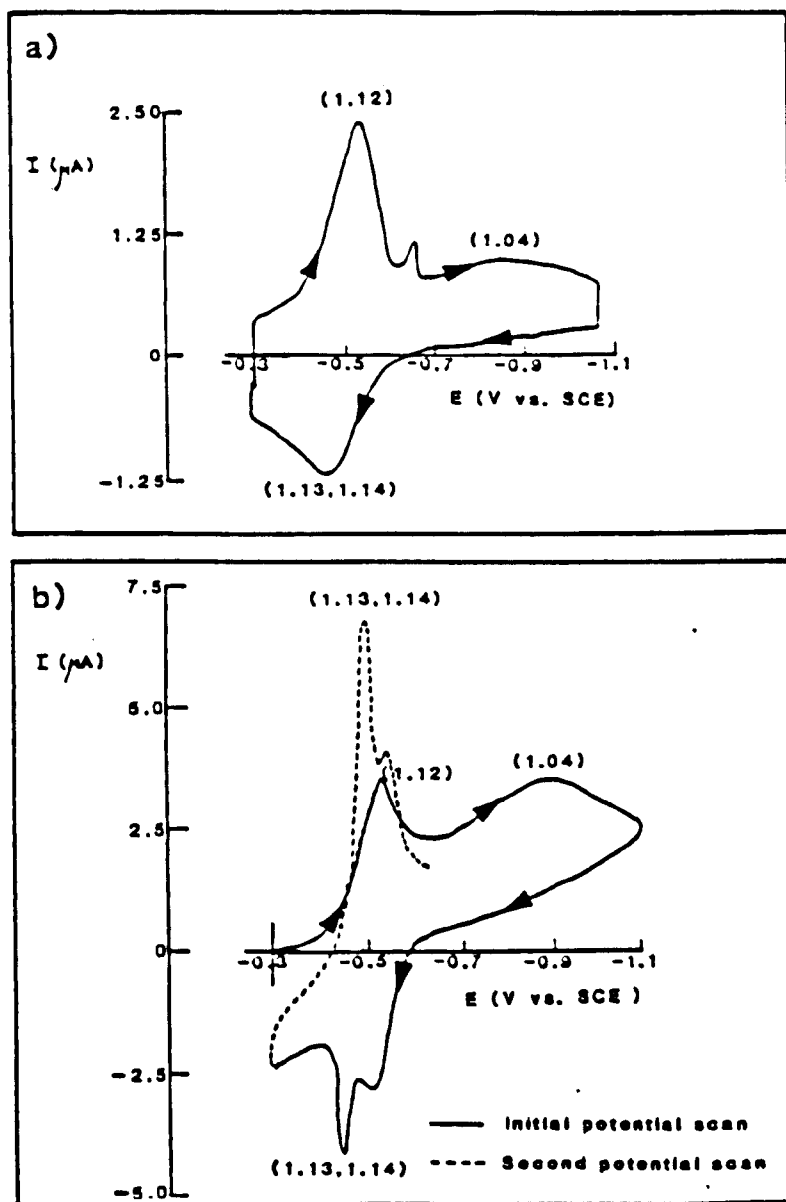 a)
(1.12)
2.50
I (μA)
1.25
(1.04)
0
-0.3 -0.5 -0.7 -0.9 -1.1
E (V vs. SCE)
-1.25
(1.13,1.14)
b)
7.5
(1.13,1.14)
I (μA)
5.0
(1.12)
(1.04)
2.5
0
-0.3 -0.5 -0.7 -0.9 -1.1
E (V vs. SCE )
-2.5
Initial potential scan
(1.13,1.14)
Second potential scan
-5.0